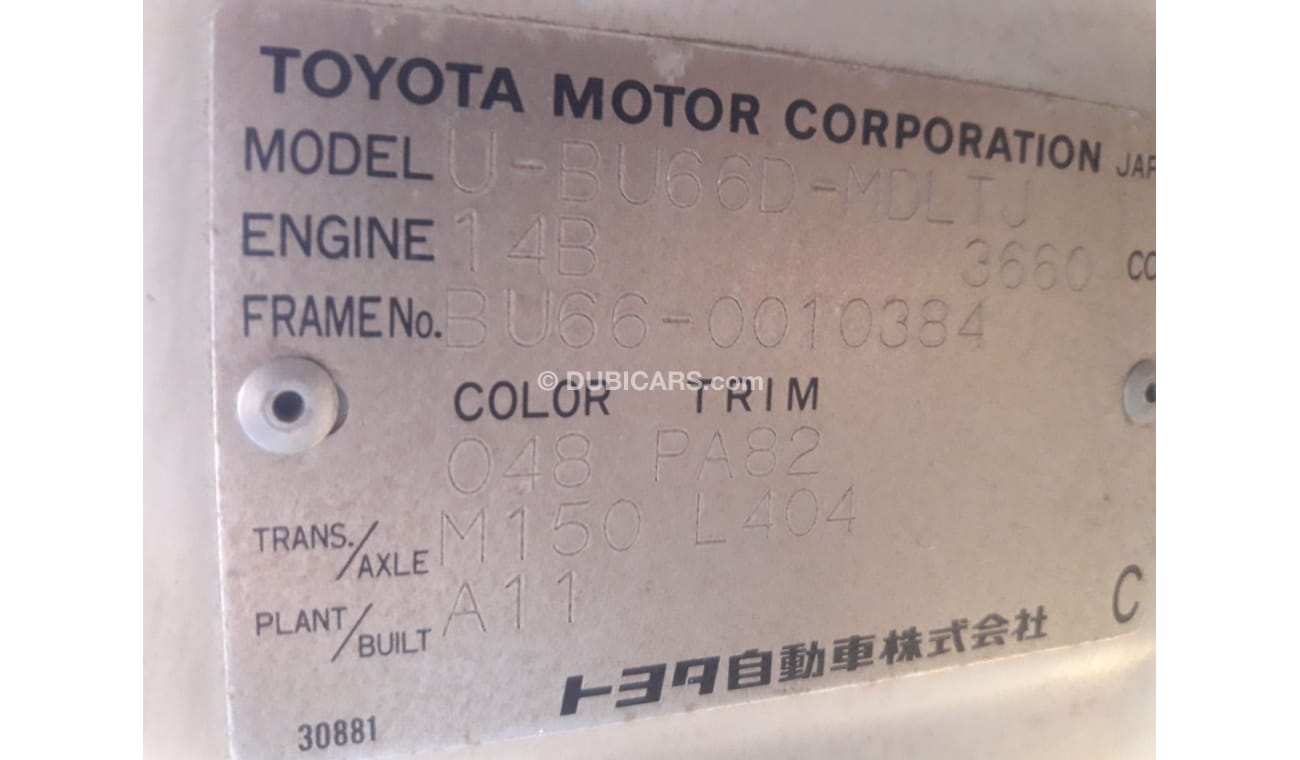 TOYOTA MOTOR CORPORATION JAP
MODEL U-BU66D-MDLTJ
ENGINE 14B 3660 CC
FRAME No. BU66-0010384
© DUBICARS.com
COLOR TRIM
048 PA82
TRANS./AXLE M150 L404
PLANT/BUILT A11
C
トヨタ自動車株式会社
30881